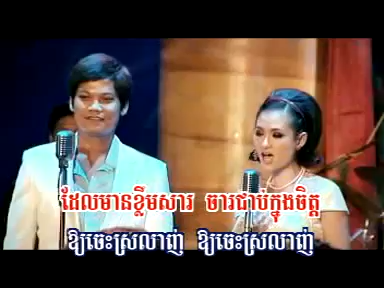 ដែលមានខ្លឹមសារ ចារជាប់ក្នុងចិត្ត
ឱ្យចេះស្រលាញ់ ឱ្យចេះស្រលាញ់